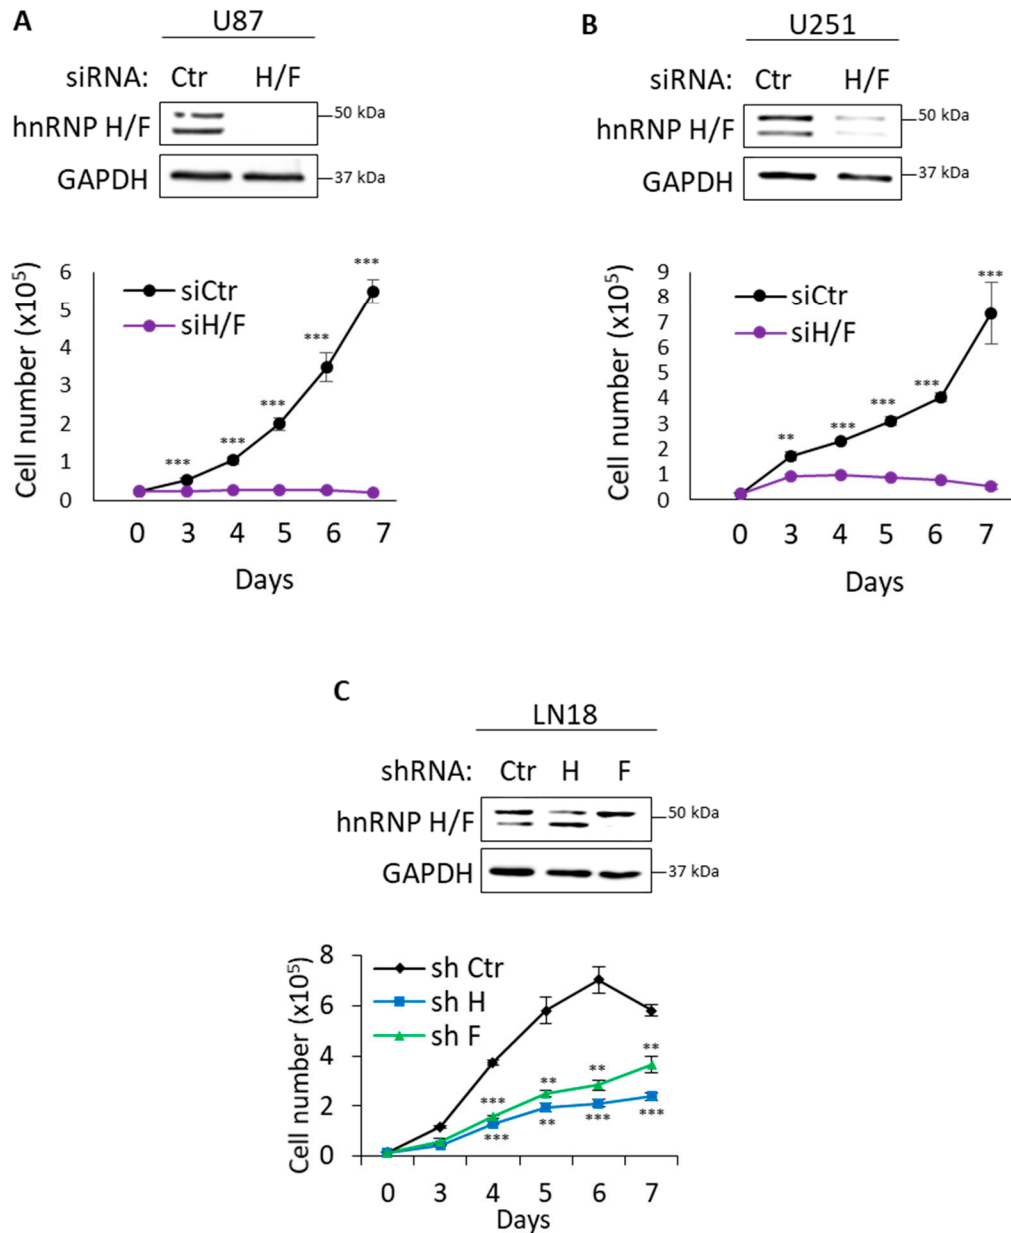 A
U87
siRNA: Ctr H/F
hnRNP H/F
50 kDa
GAPDH
37 kDa
Cell number (x10⁵)
6
5
4
3
2
1
0
siCtr
siH/F
***
***
***
***
***
0 3 4 5 6 7
Days
B
U251
siRNA: Ctr H/F
hnRNP H/F
50 kDa
GAPDH
37 kDa
Cell number (x10⁵)
9
8
7
6
5
4
3
2
1
0
siCtr
siH/F
***
***
***
***
**
0 3 4 5 6 7
Days
C
LN18
shRNA: Ctr H F
hnRNP H/F
50 kDa
GAPDH
37 kDa
Cell number (x10⁵)
8
6
4
2
0
sh Ctr
sh H
sh F
*** ** ** **
*** ** *** ***
0 3 4 5 6 7
Days